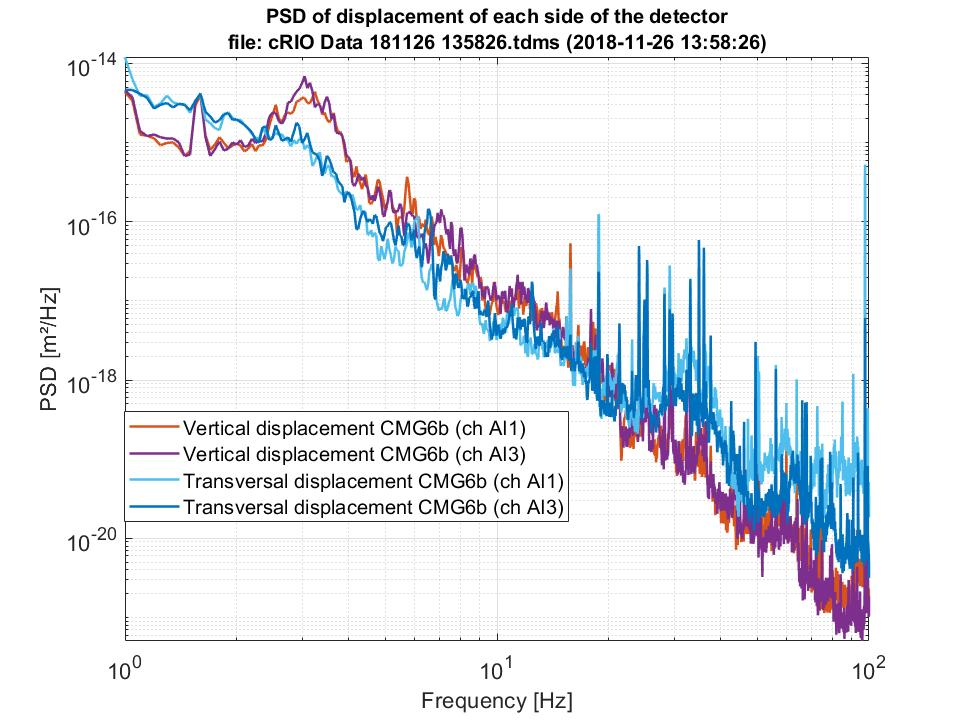 PSD of displacement of each side of the detector
file: cRIO Data 181126 135826.tdms (2018-11-26 13:58:26)
10^-14
10^-16
10^-18
10^-20
PSD [m²/Hz]
Vertical displacement CMG6b (ch AI1)
Vertical displacement CMG6b (ch AI3)
Transversal displacement CMG6b (ch AI1)
Transversal displacement CMG6b (ch AI3)
10^0
10^1
10^2
Frequency [Hz]